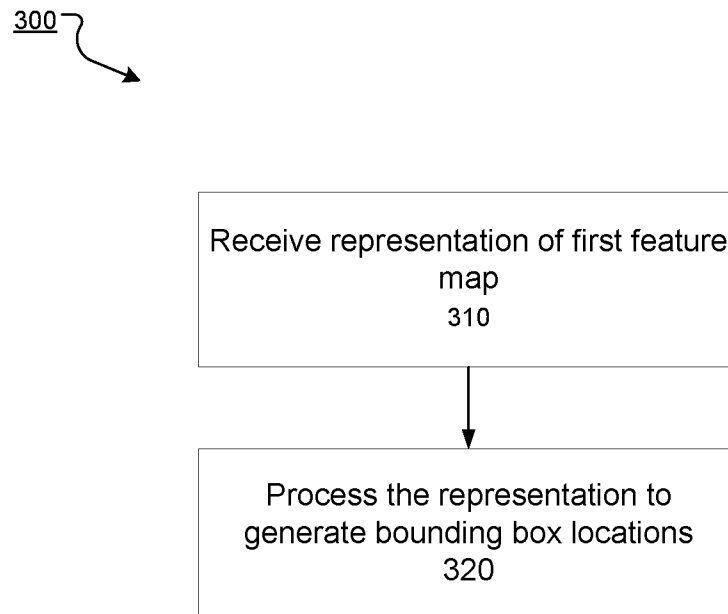 300
Receive representation of first feature
map
310
Process the representation to
generate bounding box locations
320